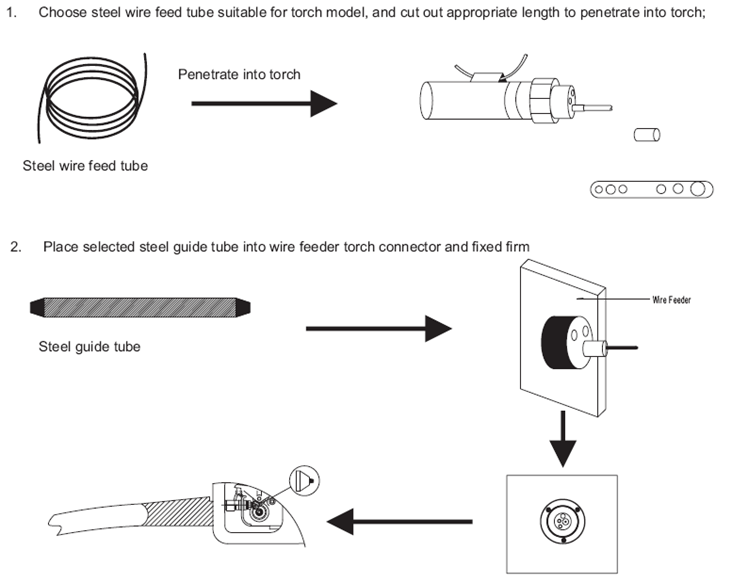 1. Choose steel wire feed tube suitable for torch model, and cut out appropriate length to penetrate into torch;
Penetrate into torch
Steel wire feed tube
2. Place selected steel guide tube into wire feeder torch connector and fixed firm
Wire Feeder
Steel guide tube